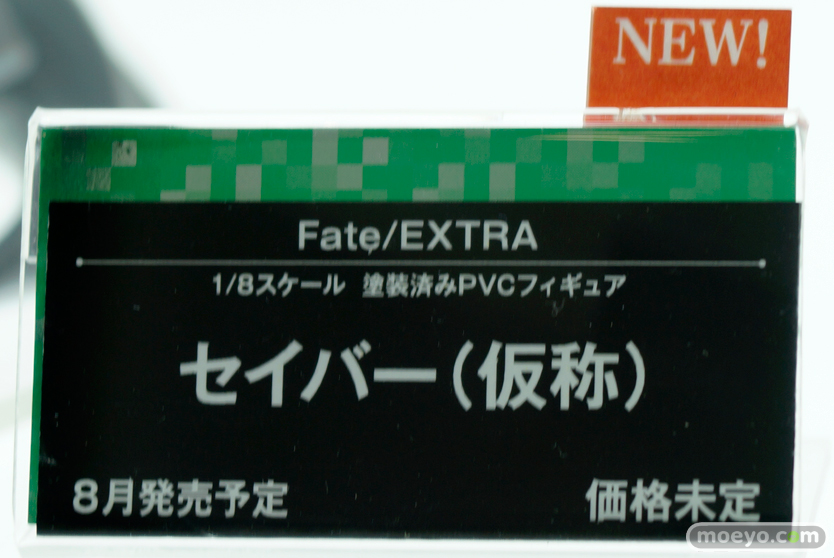 NEW!
Fate/EXTRA
1/8スケール 塗装済みPVCフィギュア
セイバー(仮称)
8月発売予定 価格未定
moeyo.com